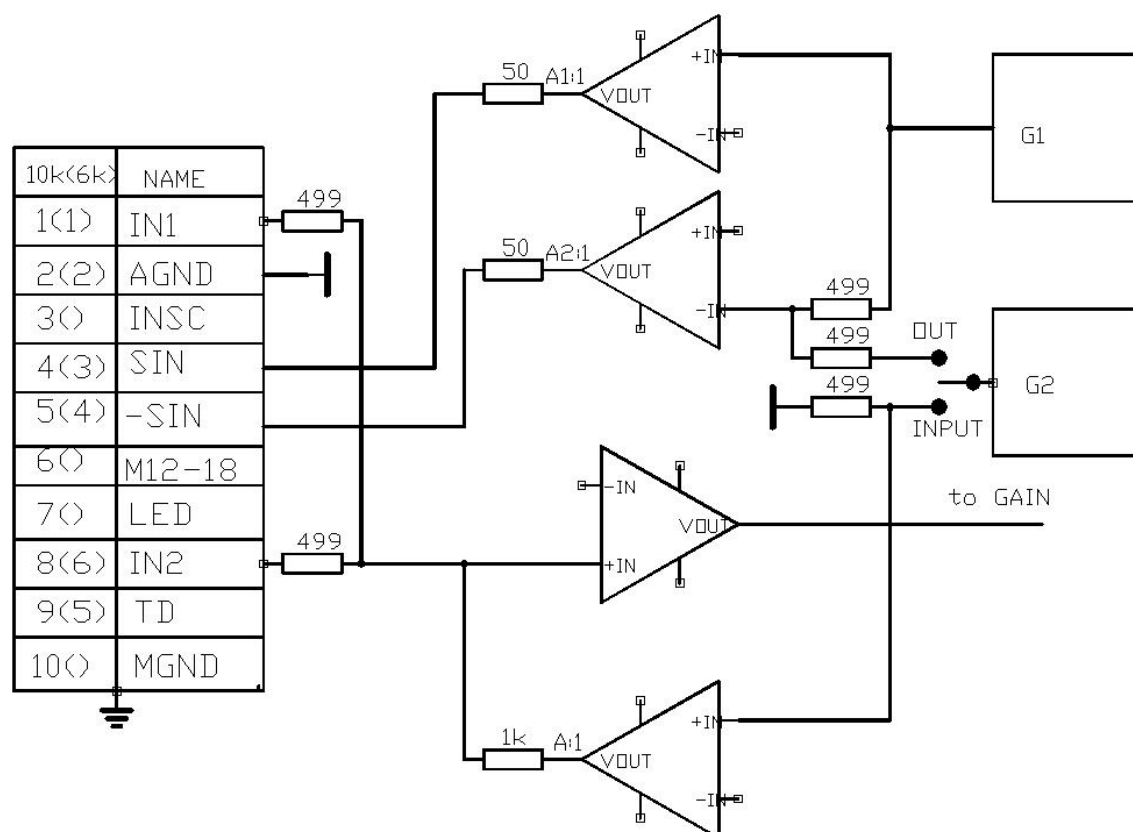 10k(6k) NAME
1(1) IN1
2(2) AGND
3() INSC
4(3) SIN
5(4) -SIN
6() M12-18
7() LED
8(6) IN2
9(5) TD
10() MGND
499
499
50 A1:1
VOUT
+IN
-IN
50 A2:1
VOUT
+IN
-IN
G1
499
499
499
OUT
INPUT
G2
-IN
+IN
VOUT
to GAIN
1k A:1
VOUT
+IN
-IN